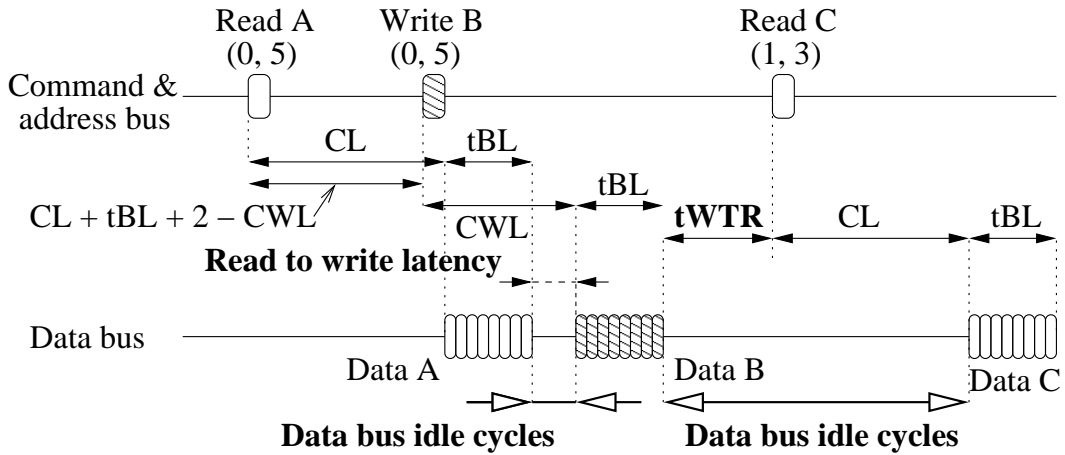 Read A
Write B
Read C
(0, 5)
(0, 5)
(1, 3)
Command &
address bus
CL
tBL
tBL
CL + tBL + 2 – CWL
CWL
tWTR
CL
tBL
Read to write latency
Data bus
Data A
Data B
Data C
Data bus idle cycles
Data bus idle cycles